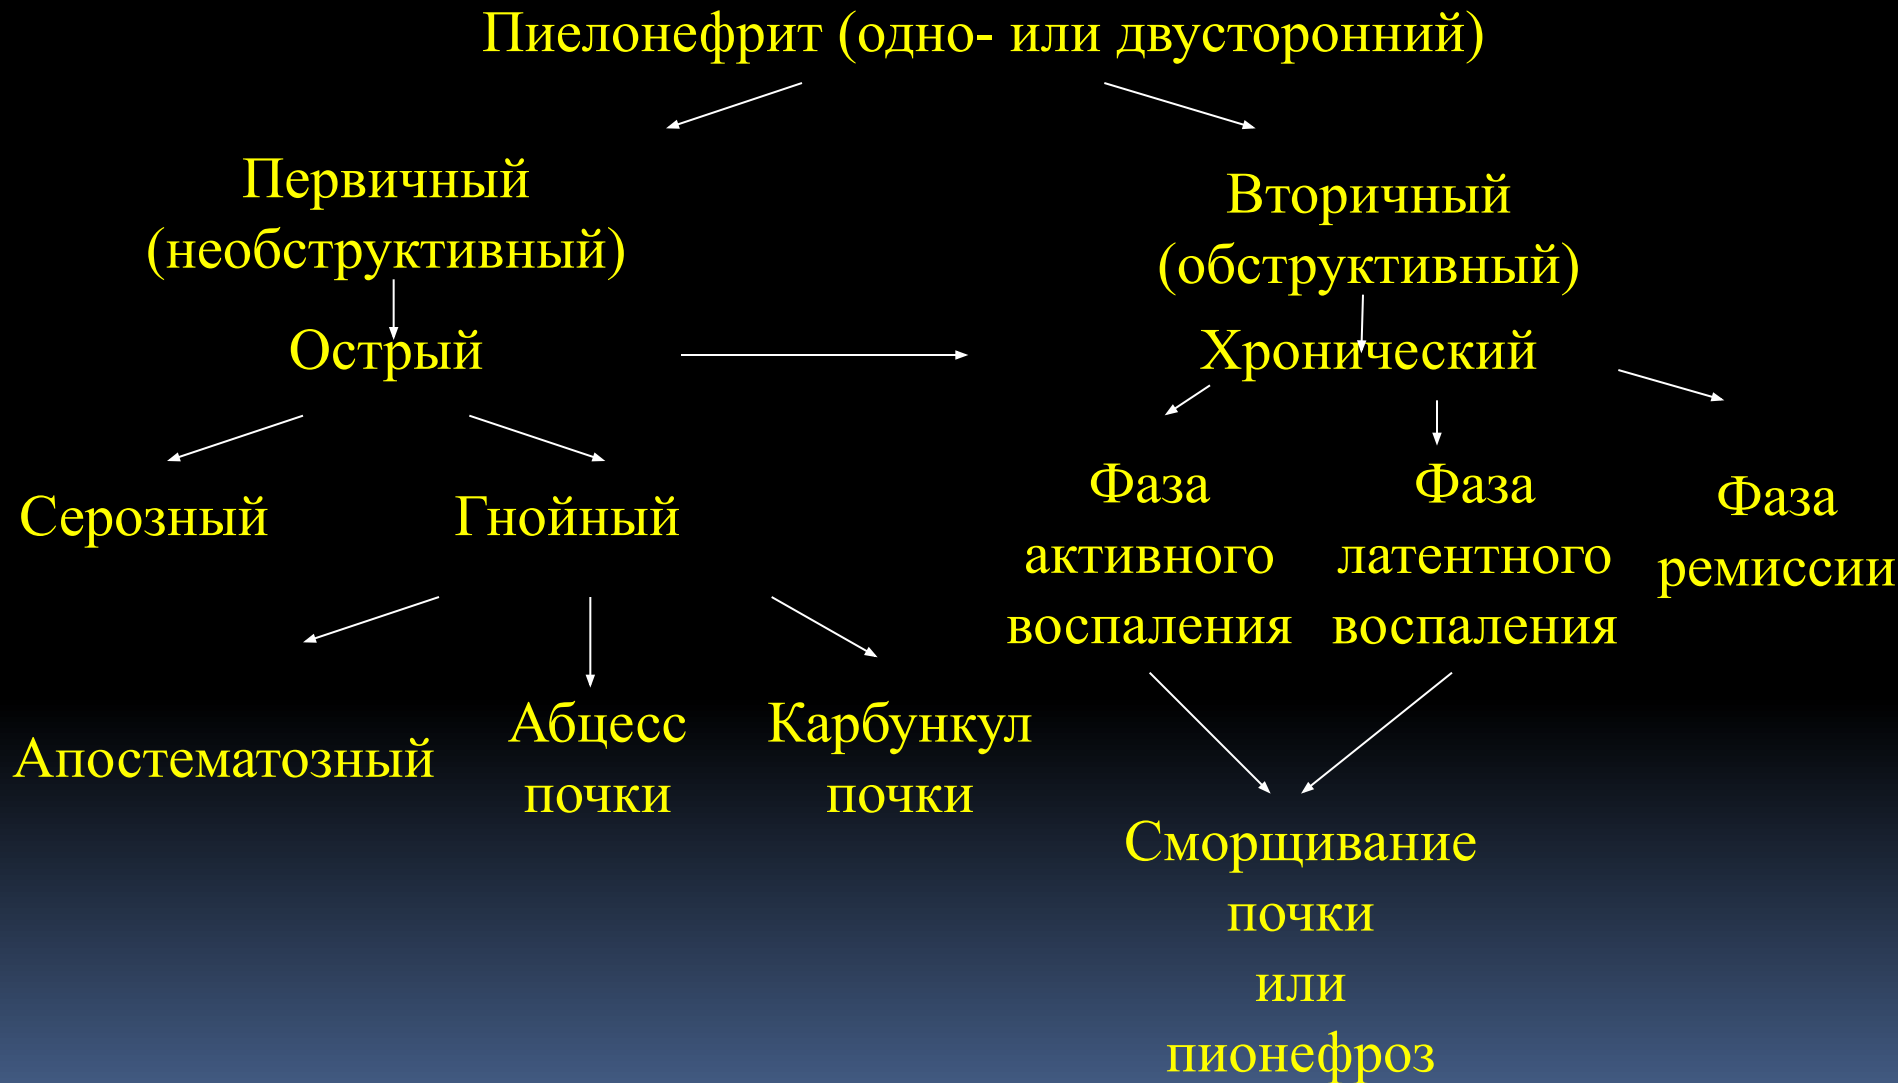 Пиелонефрит (одно- или двусторонний)
Первичный
(необструктивный)
Вторичный
(обструктивный)
Острый
Хронический
Серозный
Гнойный
Фаза
активного
воспаления
Фаза
латентного
воспаления
Фаза
ремиссии
Апостематозный
Абцесс
почки
Карбункул
почки
Сморщивание
почки
или
пионефроз